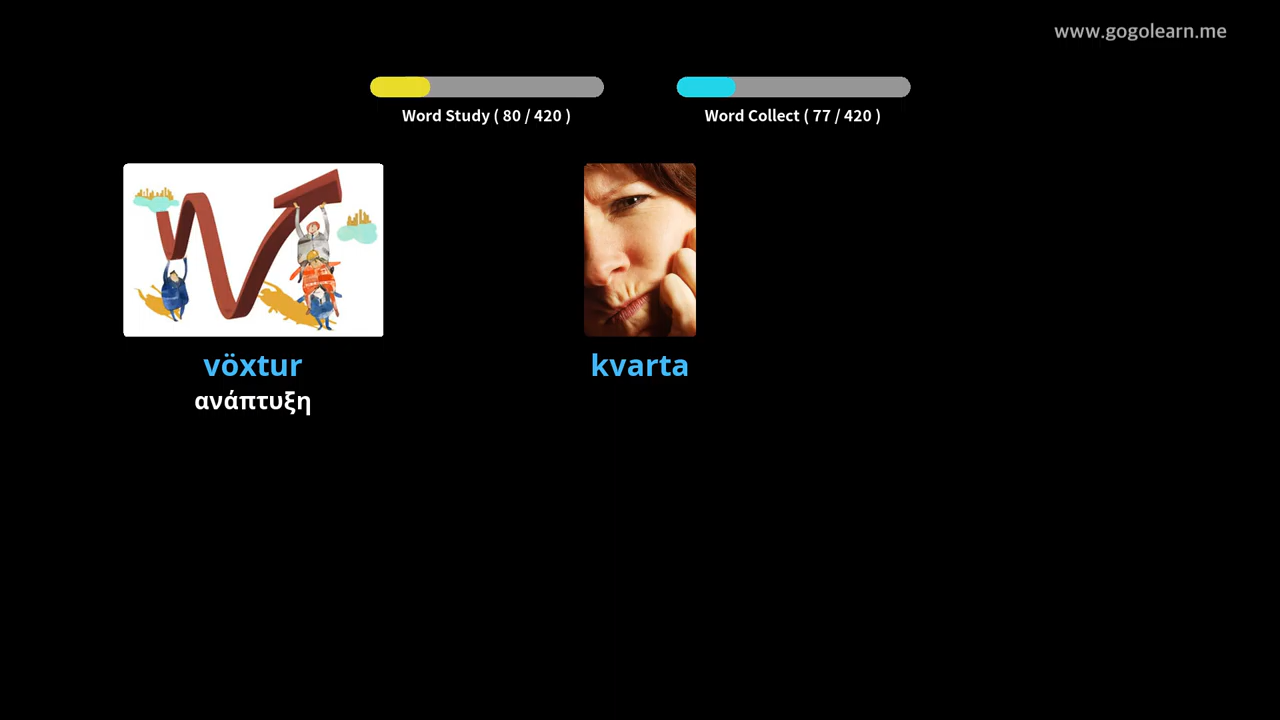 www.gogolearn.me
Word Study ( 80 / 420 )
Word Collect ( 77 / 420 )
vöxtur
ανάπτυξη
kvarta